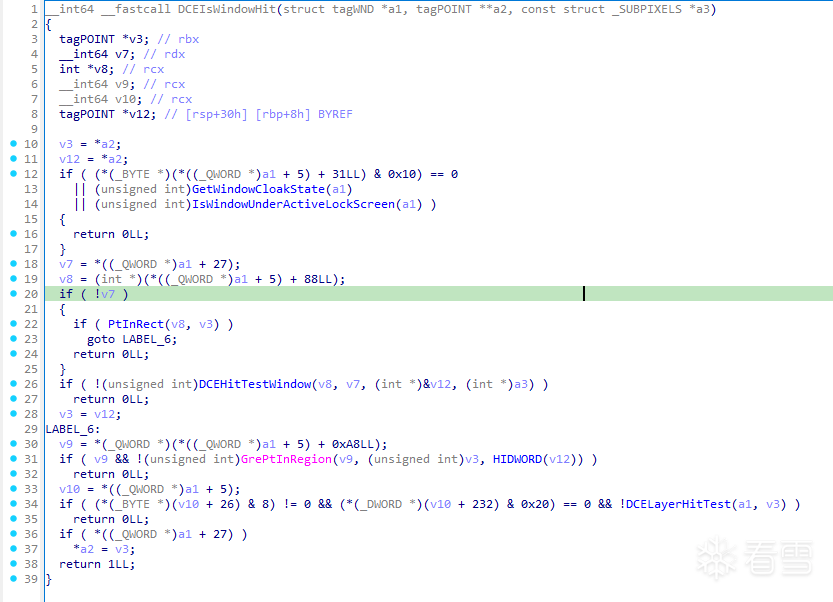 1 __int64 __fastcall DCEIsWindowHit(struct tagWND *a1, tagPOINT **a2, const struct _SUBPIXELS *a3)
2 {
3   tagPOINT *v3; // rbx
4   __int64 v7; // rdx
5   int *v8; // rcx
6   __int64 v9; // rcx
7   __int64 v10; // rcx
8   tagPOINT *v12; // [rsp+30h] [rbp+8h] BYREF
9
10   v3 = *a2;
11   v12 = *a2;
12   if ( (*(_BYTE *)(*((_QWORD *)a1 + 5) + 31LL) & 0x10) == 0
13     || (unsigned int)GetWindowCloakState(a1)
14     || (unsigned int)IsWindowUnderActiveLockScreen(a1) )
15   {
16     return 0LL;
17   }
18   v7 = *((_QWORD *)a1 + 27);
19   v8 = (int *)(*((_QWORD *)a1 + 5) + 88LL);
20   if ( !v7 )
21   {
22     if ( PtInRect(v8, v3) )
23       goto LABEL_6;
24     return 0LL;
25   }
26   if ( !(unsigned int)DCEHitTestWindow(v8, v7, (int *)&v12, (int *)a3) )
27     return 0LL;
28   v3 = v12;
29 LABEL_6:
30   v9 = *(_QWORD *)(*((_QWORD *)a1 + 5) + 0xA8LL);
31   if ( v9 && !(unsigned int)GrePtInRegion(v9, (unsigned int)v3, HIDWORD(v12)) )
32     return 0LL;
33   v10 = *((_QWORD *)a1 + 5);
34   if ( (*(_BYTE *)(v10 + 26) & 8) != 0 && (*(_DWORD *)(v10 + 232) & 0x20) == 0 && !DCELayerHitTest(a1, v3) )
35     return 0LL;
36   if ( *((_QWORD *)a1 + 27) )
37     *a2 = v3;
38   return 1LL;
39 }
看雪